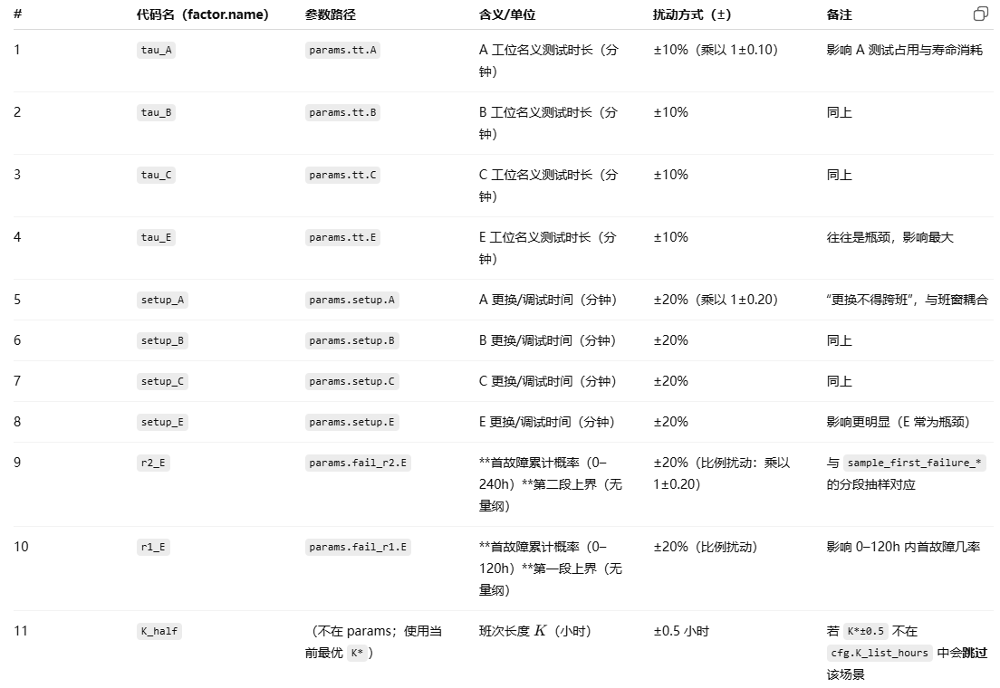 # 代码名（factor.name） 参数路径 含义/单位 扰动方式（±） 备注
1 tau_A params.tt.A A 工位名义测试时长（分 ±10%（乘以 1±0.10） 影响 A 测试占用与寿命消耗
钟）
2 tau_B params.tt.B B 工位名义测试时长（分 ±10% 同上
钟）
3 tau_C params.tt.C C 工位名义测试时长（分 ±10% 同上
钟）
4 tau_E params.tt.E E 工位名义测试时长（分 ±10% 往往是瓶颈，影响最大
钟）
5 setup_A params.setup.A A 更换/调试时间（分钟） ±20%（乘以 1±0.20） “更换不得跨班”，与班窗耦合
6 setup_B params.setup.B B 更换/调试时间（分钟） ±20% 同上
7 setup_C params.setup.C C 更换/调试时间（分钟） ±20% 同上
8 setup_E params.setup.E E 更换/调试时间（分钟） ±20% 影响更明显（E 常为瓶颈）
9 r2_E params.fail_r2.E **首故障累计概率（0– ±20%（比例扰动：乘以 与 sample_first_failure_*
240h）**第二段上界（无 1±0.20） 的分段抽样对应
量纲）
10 r1_E params.fail_r1.E **首故障累计概率（0– ±20%（比例扰动） 影响 0–120h 内首故障几率
120h）**第一段上界（无
量纲）
11 K_half （不在 params；使用当 班次长度 K（小时） ±0.5 小时 若 K*±0.5 不在
前最优 K*） cfg.K_list_hours 中会跳过
该场景